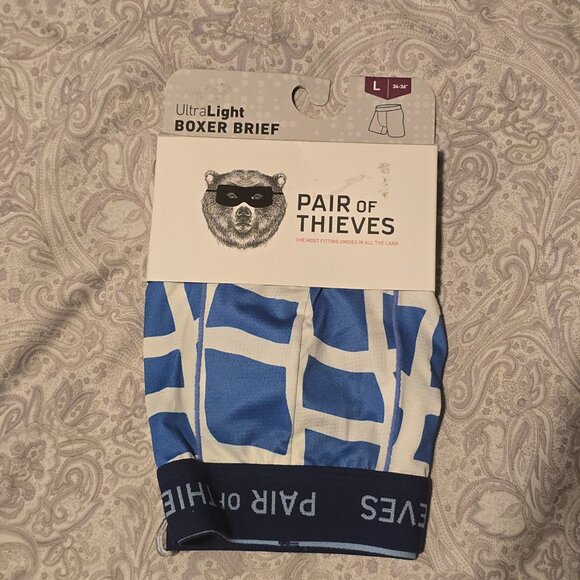 L 34-36"
UltraLight
BOXER BRIEF
PAIR OF
THIEVES
THE MOST FITTING UNDIES IN ALL THE LAND
PAIR OF THIE
EVES